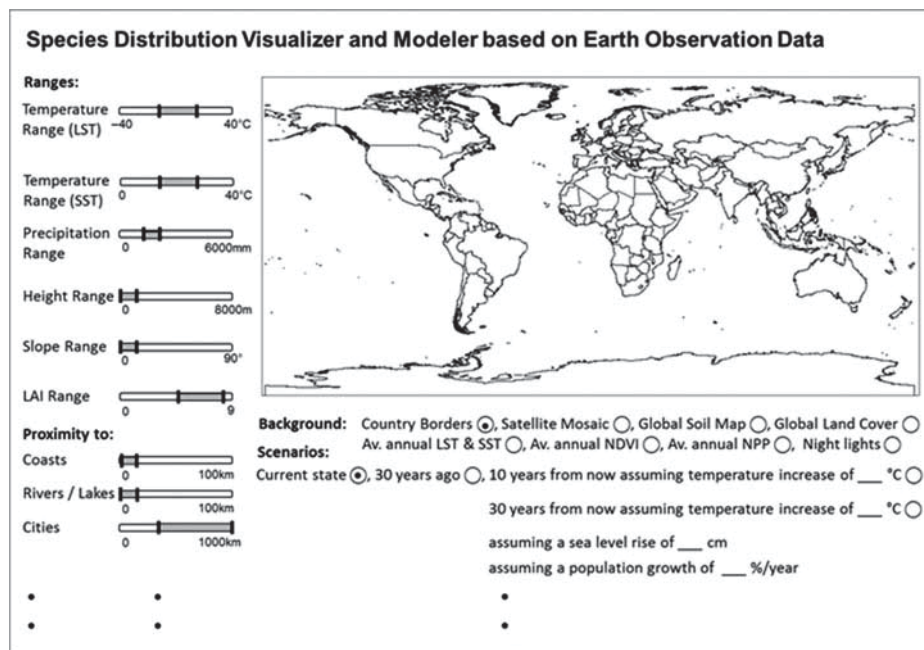 Species Distribution Visualizer and Modeler based on Earth Observation Data
Ranges:
Temperature
Range (LST)
−40 40°C
Temperature
Range (SST)
0 40°C
Precipitation
Range
0 6000mm
Height Range
0 8000m
Slope Range
0 90°
LAI Range
0 9
Proximity to:
Coasts
0 100km
Rivers / Lakes
0 100km
Cities
0 1000km
Background: Country Borders, Satellite Mosaic, Global Soil Map, Global Land Cover
Av. annual LST & SST, Av. annual NDVI, Av. annual NPP, Night lights
Scenarios:
Current state, 30 years ago, 10 years from now assuming temperature increase of ___ °C
30 years from now assuming temperature increase of ___ °C
assuming a sea level rise of ___ cm
assuming a population growth of ___ %/year